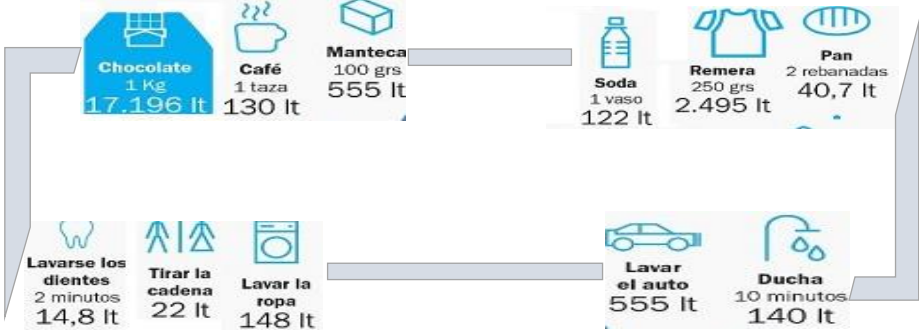 Chocolate
1 Kg
17.196 lt
Café
1 taza
130 lt
Manteca
100 grs
555 lt
Soda
1 vaso
122 lt
Remera
250 grs
2.495 lt
Pan
2 rebanadas
40,7 lt
Lavarse los
dientes
2 minutos
14,8 lt
Tirar la
cadena
22 lt
Lavar la
ropa
148 lt
Lavar
el auto
555 lt
Ducha
10 minutos
140 lt